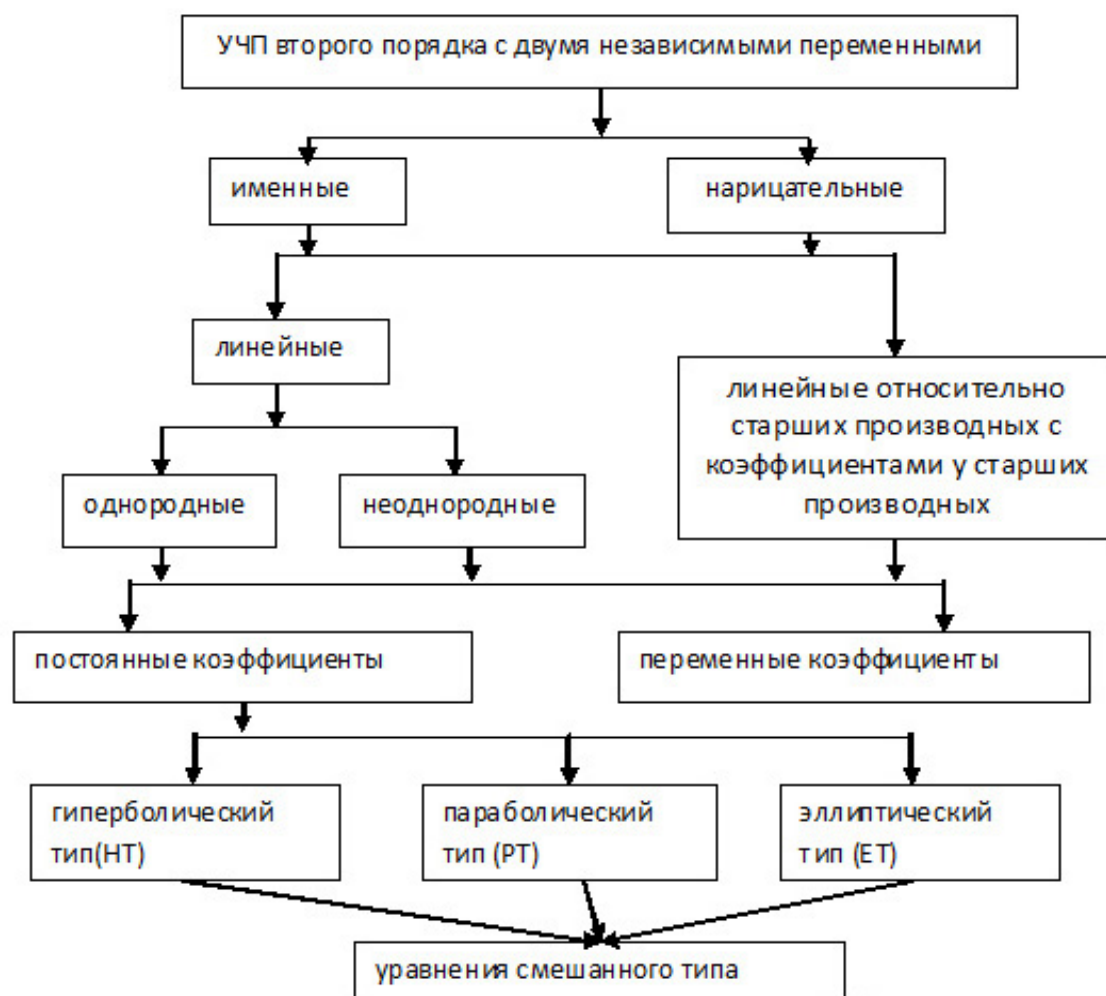 УЧП второго порядка с двумя независимыми переменными
именные
нарицательные
линейные
линейные относительно
старших производных с
коэффициентами у старших
производных
однородные
неоднородные
постоянные коэффициенты
переменные коэффициенты
гиперболический
тип(НТ)
параболический
тип (РТ)
эллиптический
тип (ЕТ)
уравнения смешанного типа